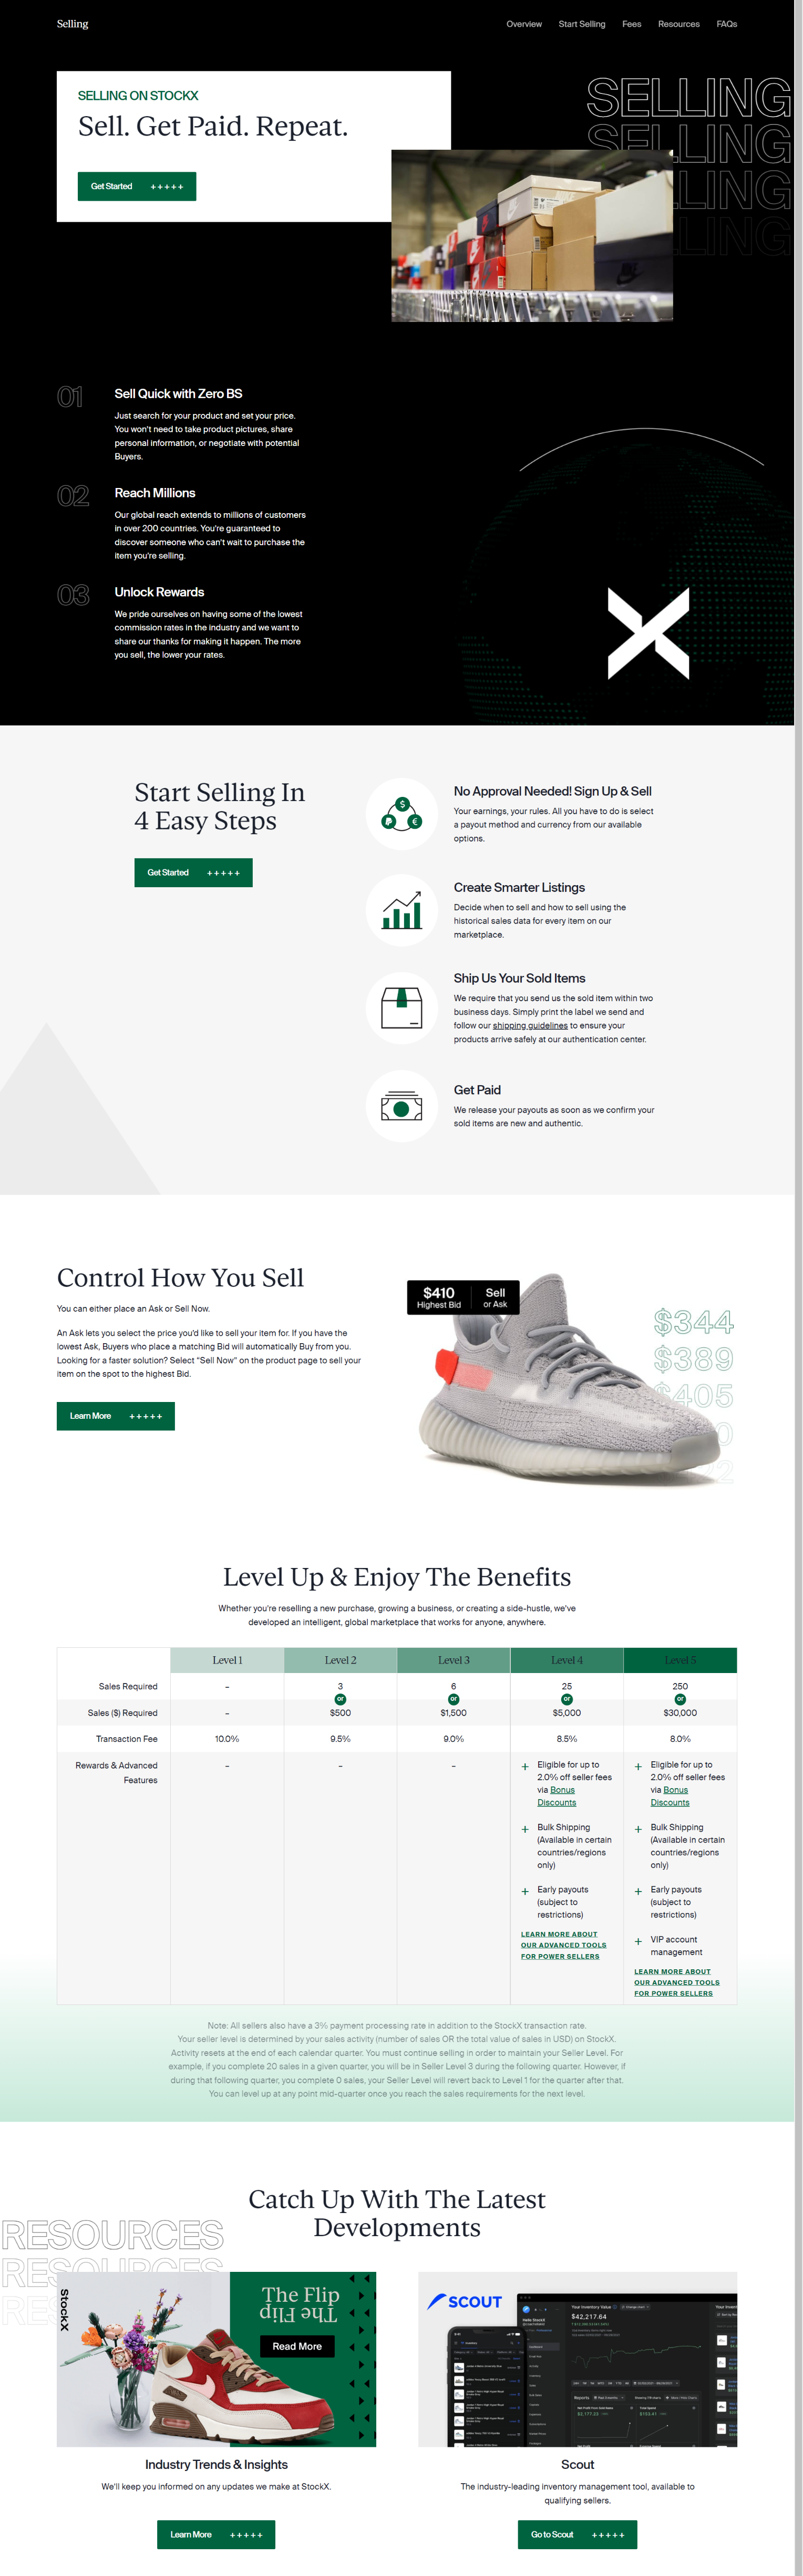 Selling
Overview Start Selling Fees Resources FAQs
SELLING ON STOCKX
Sell. Get Paid. Repeat.
Get Started +++++
SELLING
SELLING
SELLING
SELLING
01
Sell Quick with Zero BS
Just search for your product and set your price.
You won't need to take product pictures, share
personal information, or negotiate with potential
Buyers.
02
Reach Millions
Our global reach extends to millions of customers
in over 200 countries. You're guaranteed to
discover someone who can't wait to purchase the
item you're selling.
03
Unlock Rewards
We pride ourselves on having some of the lowest
commission rates in the industry and we want to
share our thanks for making it happen. The more
you sell, the lower your rates.
Start Selling In
4 Easy Steps
Get Started +++++
No Approval Needed! Sign Up & Sell
Your earnings, your rules. All you have to do is select
a payout method and currency from our available
options.
Create Smarter Listings
Decide when to sell and how to sell using the
historical sales data for every item on our
marketplace.
Ship Us Your Sold Items
We require that you send us the sold item within two
business days. Simply print the label we send and
follow our shipping guidelines to ensure your
products arrive safely at our authentication center.
Get Paid
We release your payouts as soon as we confirm your
sold items are new and authentic.
Control How You Sell
You can either place an Ask or Sell Now.
An Ask lets you select the price you'd like to sell your item for. If you have the
lowest Ask, Buyers who place a matching Bid will automatically Buy from you.
Looking for a faster solution? Select "Sell Now" on the product page to sell your
item on the spot to the highest Bid.
Learn More +++++
$410 Sell
Highest Bid or Ask
$344
$389
$405
Level Up & Enjoy The Benefits
Whether you're reselling a new purchase, growing a business, or creating a side-hustle, we've
developed an intelligent, global marketplace that works for anyone, anywhere.
Level 1 Level 2 Level 3 Level 4 Level 5
Sales Required – 3 6 25 250
or or or or
Sales ($) Required – $500 $1,500 $5,000 $30,000
Transaction Fee 10.0% 9.5% 9.0% 8.5% 8.0%
Rewards & Advanced
Features
– – –
+ Eligible for up to
2.0% off seller fees
via Bonus
Discounts
+ Bulk Shipping
(Available in certain
countries/regions
only)
+ Early payouts
(subject to
restrictions)
LEARN MORE ABOUT
OUR ADVANCED TOOLS
FOR POWER SELLERS
+ Eligible for up to
2.0% off seller fees
via Bonus
Discounts
+ Bulk Shipping
(Available in certain
countries/regions
only)
+ Early payouts
(subject to
restrictions)
+ VIP account
management
LEARN MORE ABOUT
OUR ADVANCED TOOLS
FOR POWER SELLERS
Note: All sellers also have a 3% payment processing rate in addition to the StockX transaction rate.
Your seller level is determined by your sales activity (number of sales OR the total value of sales in USD) on StockX.
Activity resets at the end of each calendar quarter. You must continue selling in order to maintain your Seller Level. For
example, if you complete 20 sales in a given quarter, you will be in Seller Level 3 during the following quarter. However, if
during that following quarter, you complete 0 sales, your Seller Level will revert back to Level 1 for the quarter after that.
You can level up at any point mid-quarter once you reach the sales requirements for the next level.
Catch Up With The Latest
Developments
RESOURCES
RESOURCES
RES
StockX
The Flip
The Flip
Read More
Industry Trends & Insights
We'll keep you informed on any updates we make at StockX.
Learn More +++++
SCOUT
Your Inventory Value
$42,217.64
Hello StockX
Reports
Scout
The industry-leading inventory management tool, available to
qualifying sellers.
Go to Scout +++++